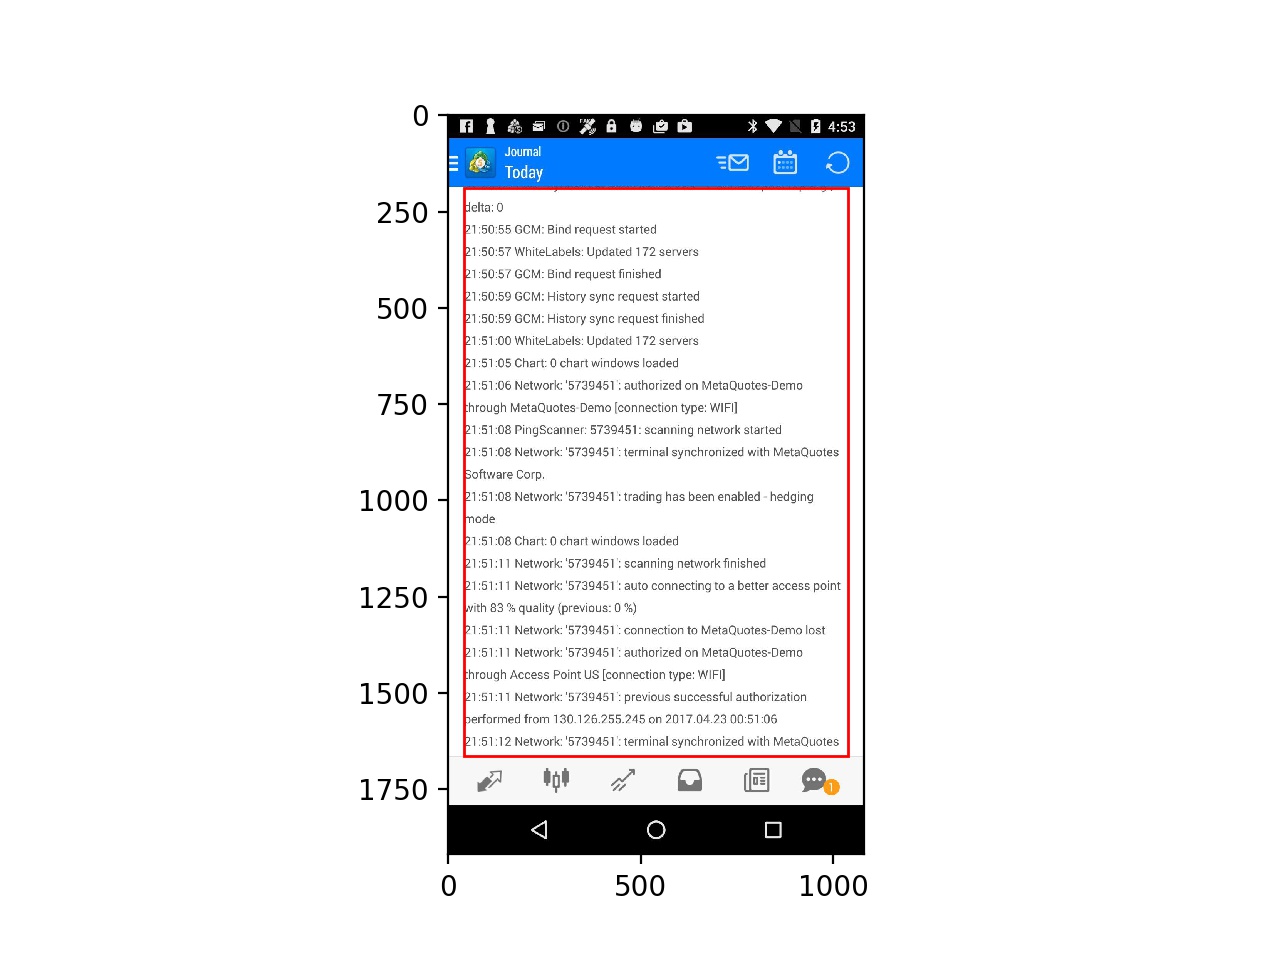 0
250
500
750
1000
1250
1500
1750
4:53
Journal
Today
delta: 0
21:50:55 GCM: Bind request started
21:50:57 WhiteLabels: Updated 172 servers
21:50:57 GCM: Bind request finished
21:50:59 GCM: History sync request started
21:50:59 GCM: History sync request finished
21:51:00 WhiteLabels: Updated 172 servers
21:51:05 Chart: 0 chart windows loaded
21:51:06 Network: '5739451': authorized on MetaQuotes-Demo
through MetaQuotes-Demo [connection type: WIFI]
21:51:08 PingScanner: 5739451: scanning network started
21:51:08 Network: '5739451': terminal synchronized with MetaQuotes
Software Corp.
21:51:08 Network: '5739451': trading has been enabled - hedging
mode
21:51:08 Chart: 0 chart windows loaded
21:51:11 Network: '5739451': scanning network finished
21:51:11 Network: '5739451': auto connecting to a better access point
with 83 % quality (previous: 0 %)
21:51:11 Network: '5739451': connection to MetaQuotes-Demo lost
21:51:11 Network: '5739451': authorized on MetaQuotes-Demo
through Access Point US [connection type: WIFI]
21:51:11 Network: '5739451': previous successful authorization
performed from 130.126.255.245 on 2017.04.23 00:51:06
21:51:12 Network: '5739451': terminal synchronized with MetaQuotes
1
0
500
1000